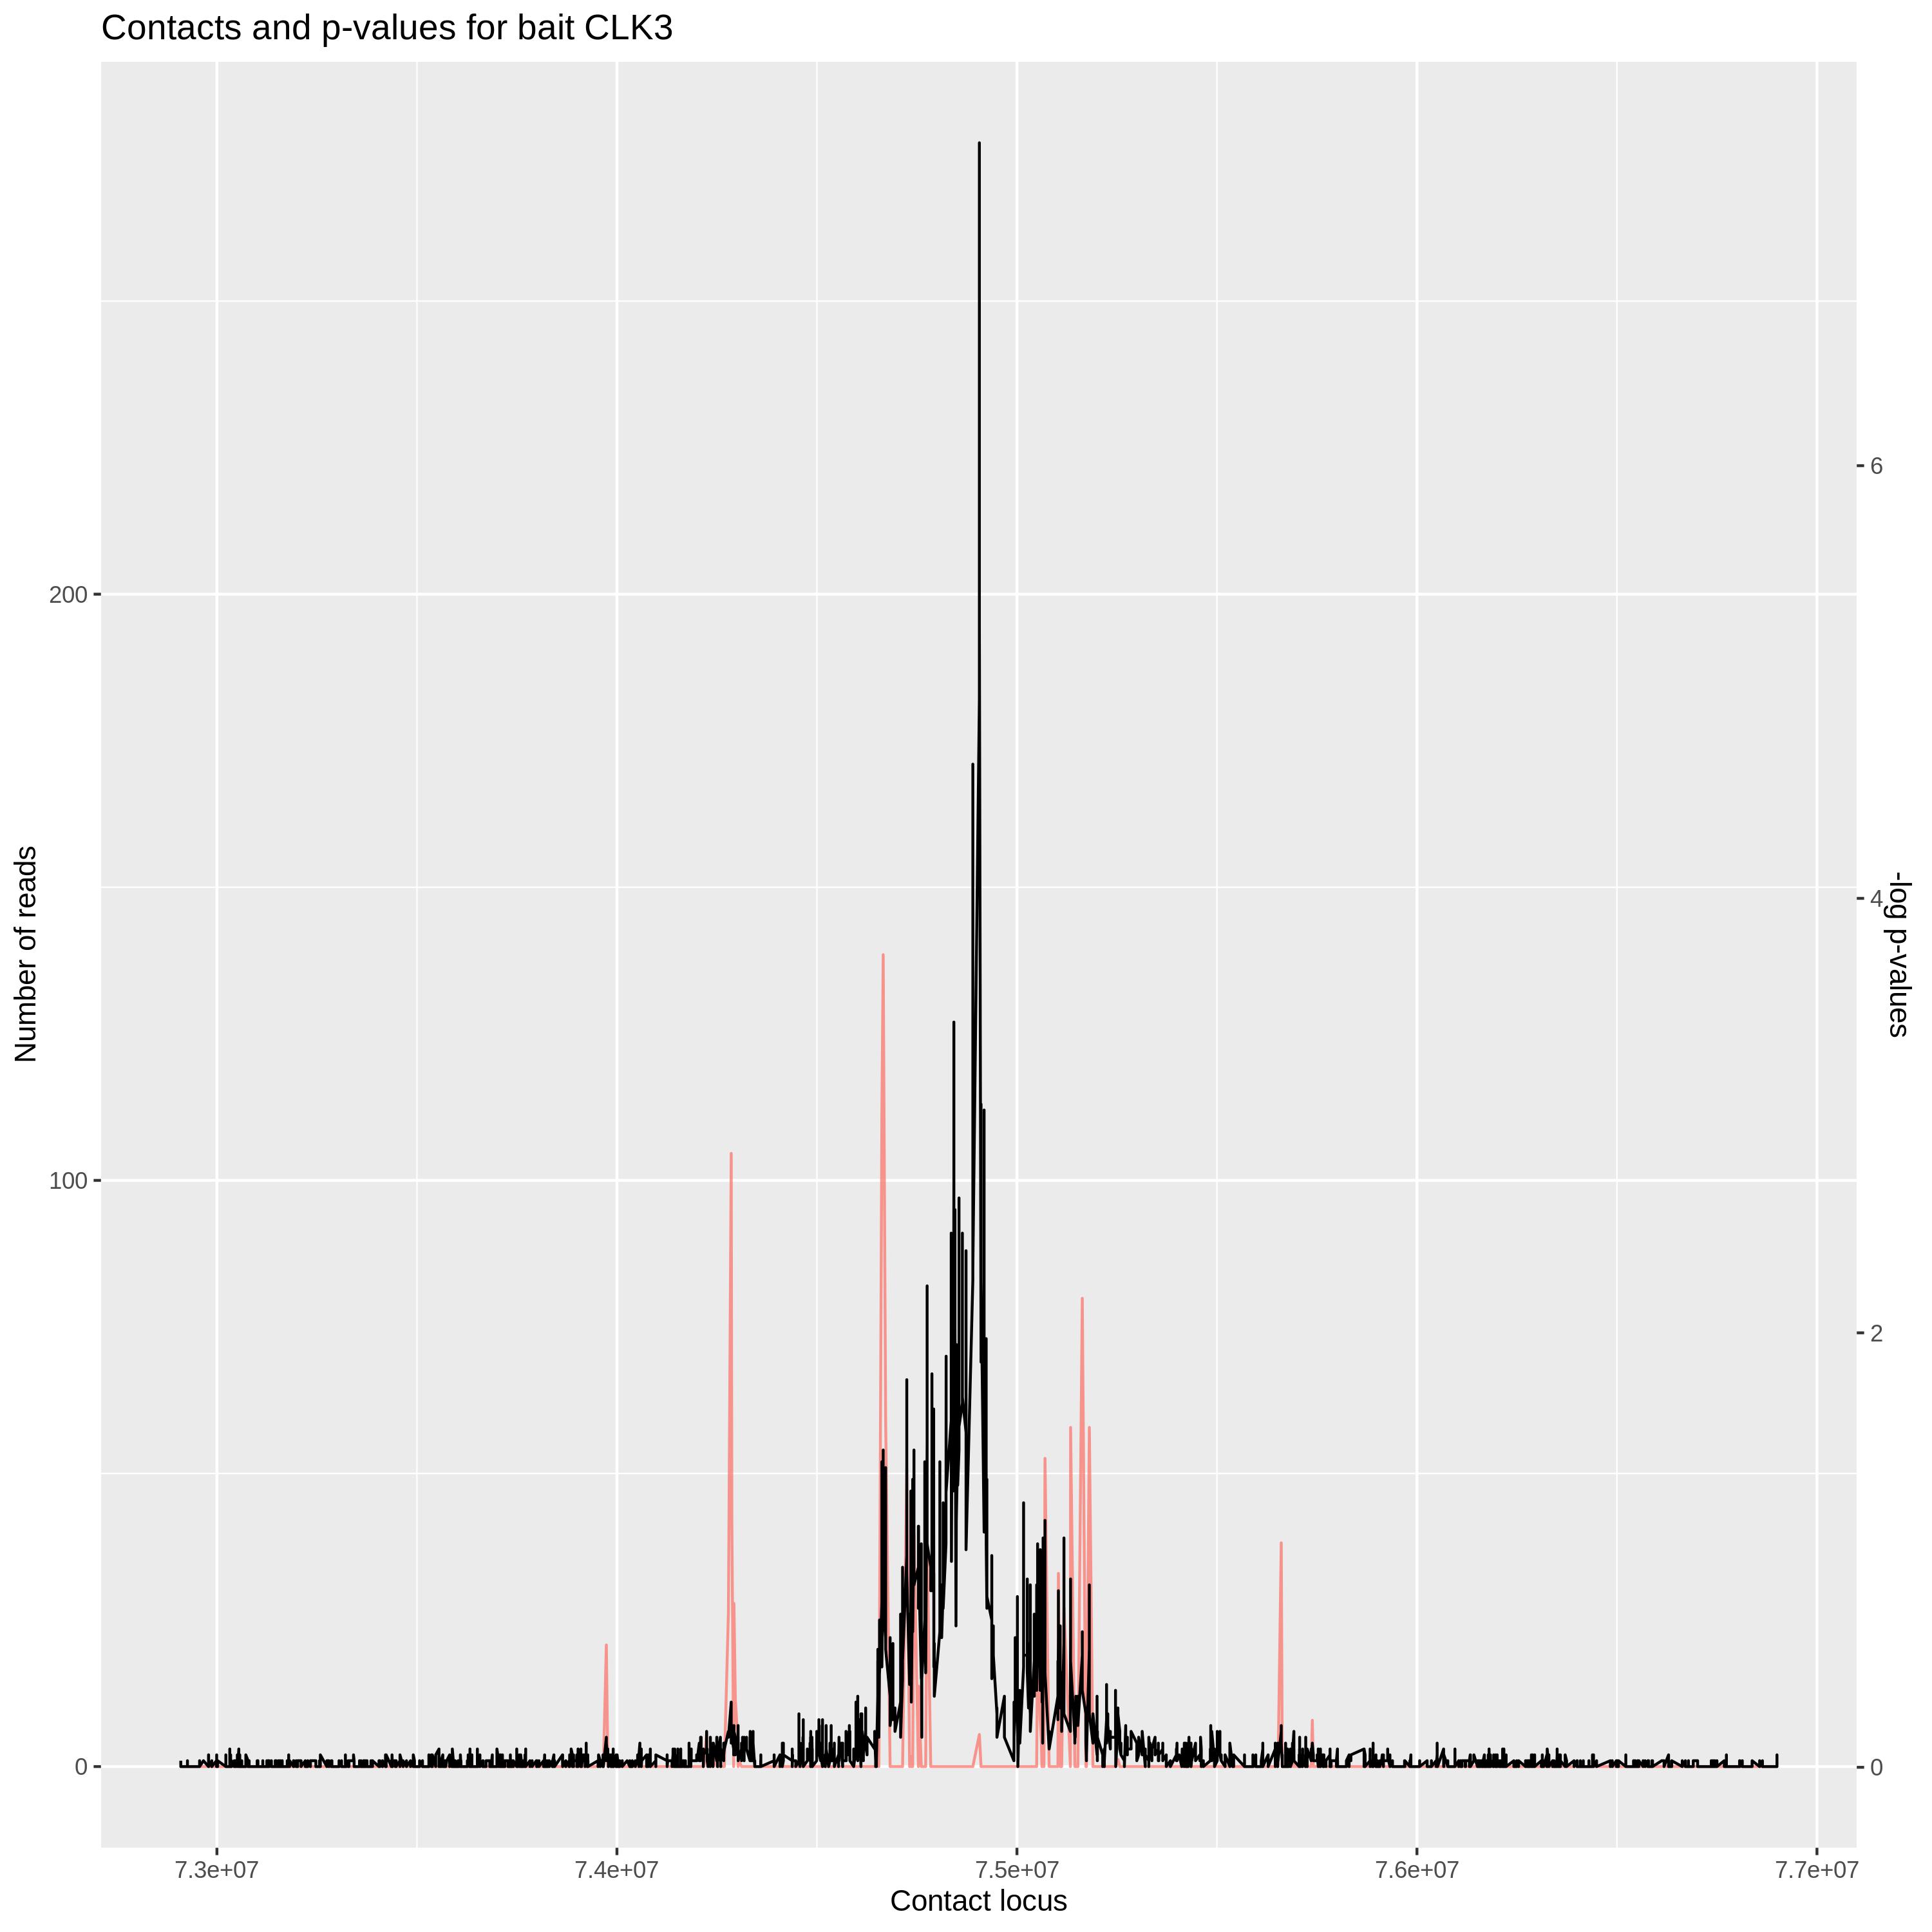 Contacts and p-values for bait CLK3
Number of reads
200
100
0
6
4
2
0
-log p-values
7.3e+07 7.4e+07 7.5e+07 7.6e+07 7.7e+07
Contact locus